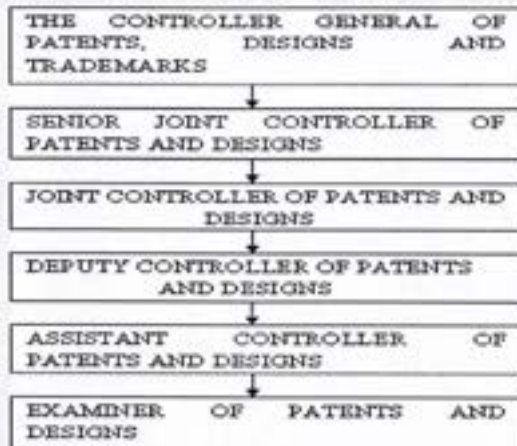 THE CONTROLLER GENERAL OF
PATENTS, DESIGNS AND
TRADEMARKS
SENIOR JOINT CONTROLLER OF
PATENTS AND DESIGNS
JOINT CONTROLLER OF PATENTS AND
DESIGNS
DEPUTY CONTROLLER OF PATENTS
AND DESIGNS
ASSISTANT CONTROLLER OF
PATENTS AND DESIGNS
EXAMINER OF PATENTS AND
DESIGNS